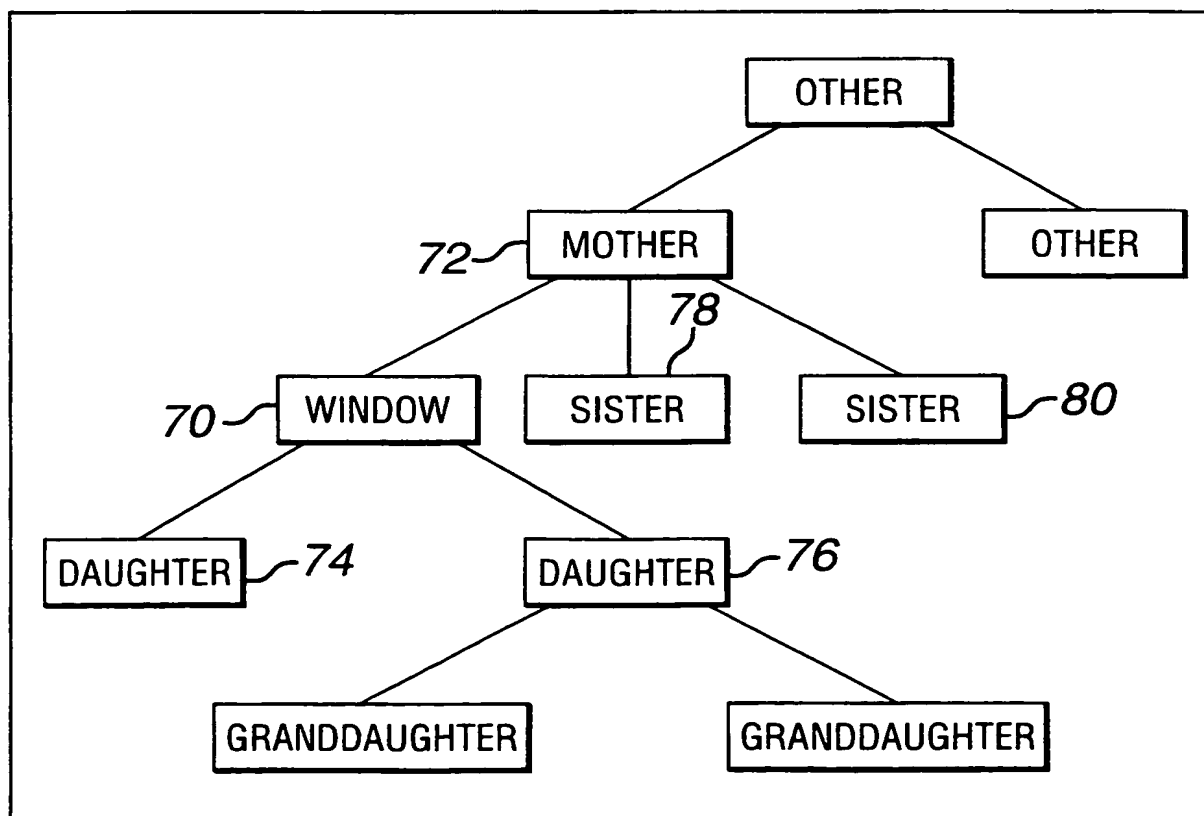 OTHER
72 MOTHER OTHER
78
70 WINDOW SISTER SISTER 80
DAUGHTER 74 DAUGHTER 76
GRANDDAUGHTER GRANDDAUGHTER